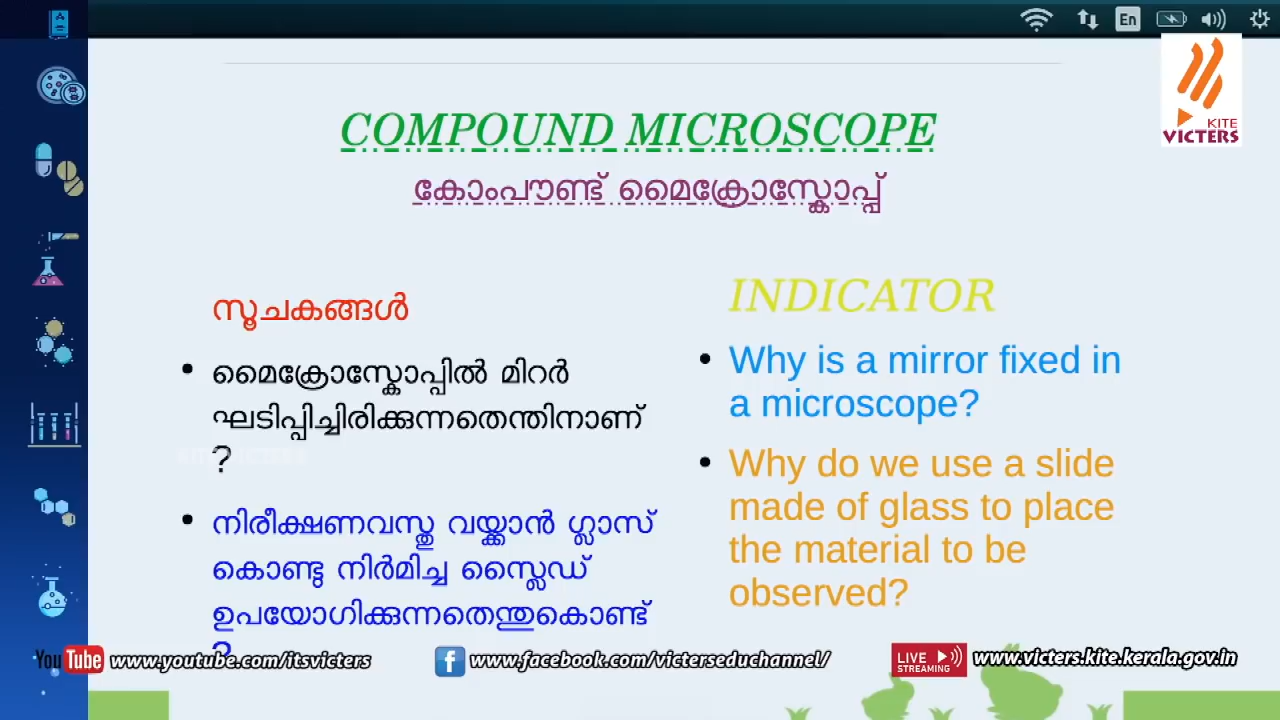 En
KITE
VICTERS
COMPOUND MICROSCOPE
കോംപൗണ്ട് മൈക്രോസ്കോപ്പ്
സൂചകങ്ങൾ
• മൈക്രോസ്കോപ്പിൽ മിറർ
ഘടിപ്പിച്ചിരിക്കുന്നതെന്തിനാണ്
?
• നിരീക്ഷണവസ്തു വയ്ക്കാൻ ഗ്ലാസ്
കൊണ്ടു നിർമിച്ച സ്ലൈഡ്
ഉപയോഗിക്കുന്നതെന്തുകൊണ്ട്
?
INDICATOR
• Why is a mirror fixed in
a microscope?
• Why do we use a slide
made of glass to place
the material to be
observed?
YouTube www.youtube.com/itsvicters
f www.facebook.com/victerseduchannel/
LIVE
STREAMING
www.victers.kite.kerala.gov.in